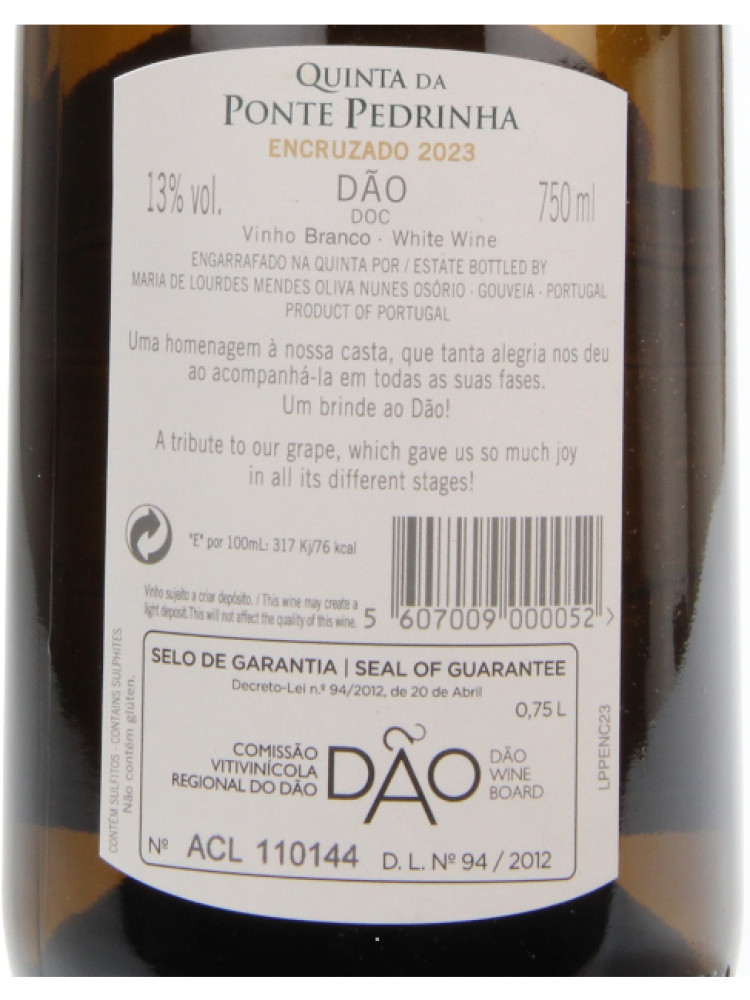 QUINTA DA
PONTE PEDRINHA
ENCRUZADO 2023
13% vol.
DÃO
DOC
750 ml
Vinho Branco · White Wine
ENGARRAFADO NA QUINTA POR / ESTATE BOTTLED BY
MARIA DE LOURDES MENDES OLIVA NUNES OSÓRIO - GOUVEIA - PORTUGAL
PRODUCT OF PORTUGAL
Uma homenagem à nossa casta, que tanta alegria nos deu
ao acompanhá-la em todas as suas fases.
Um brinde ao Dão!
A tribute to our grape, which gave us so much joy
in all its different stages!
"E" por 100mL: 317 Kj/76 kcal
Vinho sujeito a criar depósito. / This wine may create a
light deposit. This will not affect the quality of this wine.
5 607009 000052 >
CONTÉM SULFITOS - CONTAINS SULPHITES
Não contém glúten.
SELO DE GARANTIA | SEAL OF GUARANTEE
Decreto-Lei n.º 94/2012, de 20 de Abril
0,75 L
COMISSÃO
VITIVINÍCOLA
REGIONAL DO DÃO
DÃO
DÃO
WINE
BOARD
Nº ACL 110144 D. L. Nº 94 / 2012
LPPENC23